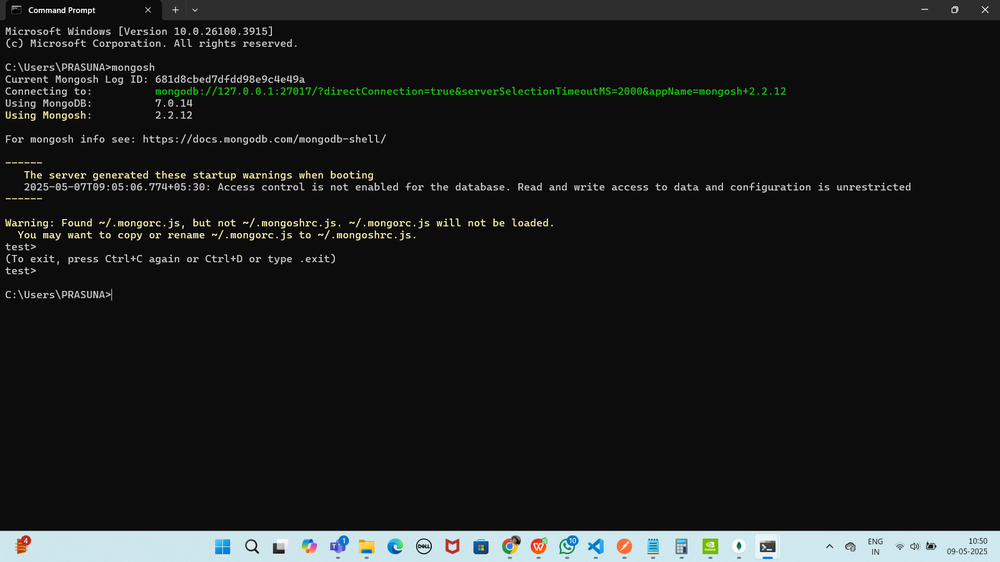 Command Prompt
Microsoft Windows [Version 10.0.26100.3915]
(c) Microsoft Corporation. All rights reserved.
C:\Users\PRASUNA>mongosh
Current Mongosh Log ID: 681d8cbed7dfdd98e9c4e49a
Connecting to:          mongodb://127.0.0.1:27017/?directConnection=true&serverSelectionTimeoutMS=2000&appName=mongosh+2.2.12
Using MongoDB:          7.0.14
Using Mongosh:          2.2.12
For mongosh info see: https://docs.mongodb.com/mongodb-shell/
------
The server generated these startup warnings when booting
2025-05-07T09:05:06.774+05:30: Access control is not enabled for the database. Read and write access to data and configuration is unrestricted
------
Warning: Found ~/.mongorc.js, but not ~/.mongoshrc.js. ~/.mongorc.js will not be loaded.
You may want to copy or rename ~/.mongorc.js to ~/.mongoshrc.js.
test>
(To exit, press Ctrl+C again or Ctrl+D or type .exit)
test>
C:\Users\PRASUNA>
4
1
T
DELL
W
S
10
NVIDIA
ENG
IN
10:50
09-05-2025